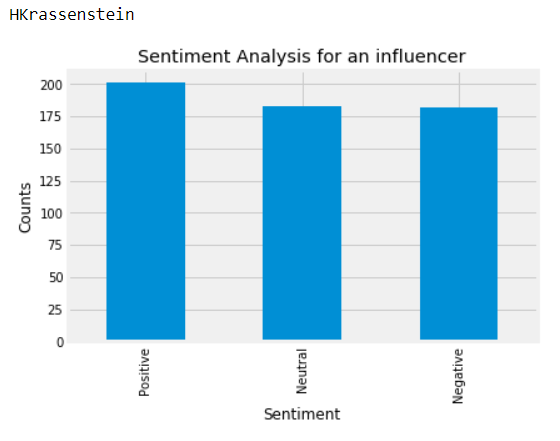 HKrassenstein
Sentiment Analysis for an influencer
200
175
150
125
100
75
50
25
0
Counts
Positive
Neutral
Negative
Sentiment